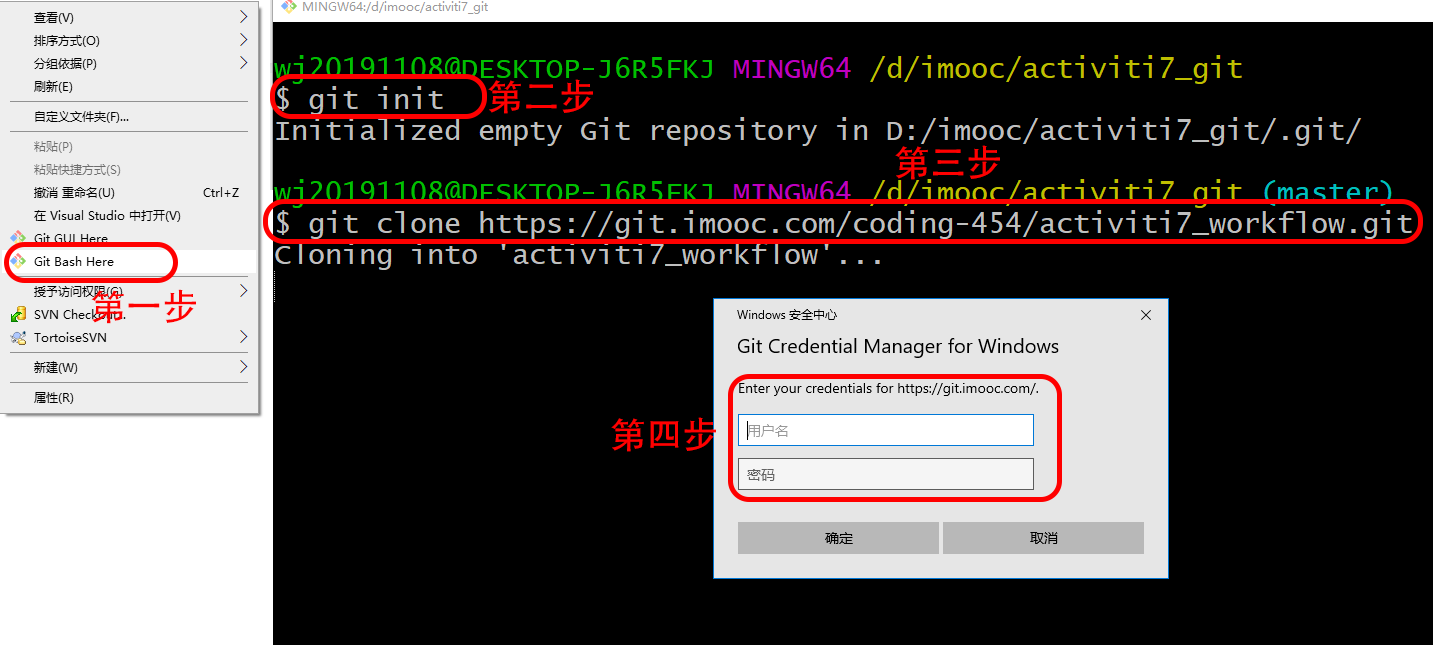 查看(V)
排序方式(O)
分组依据(P)
刷新(E)
自定义文件夹(F)...
粘贴(P)
粘贴快捷方式(S)
撤消 重命名(U) Ctrl+Z
在 Visual Studio 中打开(V)
Git GUI Here
Git Bash Here
授予访问权限(G)
第一步
SVN Checkout..
TortoiseSVN
新建(W)
属性(R)
MINGW64:/d/imooc/activiti7_git
wj20191108@DESKTOP-J6R5FKJ MINGW64 /d/imooc/activiti7_git
$ git init
第二步
Initialized empty Git repository in D:/imooc/activiti7_git/.git/
第三步
wj20191108@DESKTOP-J6R5FKJ MINGW64 /d/imooc/activiti7_git (master)
$ git clone https://git.imooc.com/coding-454/activiti7_workflow.git
Cloning into 'activiti7_workflow'...
Windows 安全中心
Git Credential Manager for Windows
Enter your credentials for https://git.imooc.com/.
第四步
用户名
密码
确定 取消